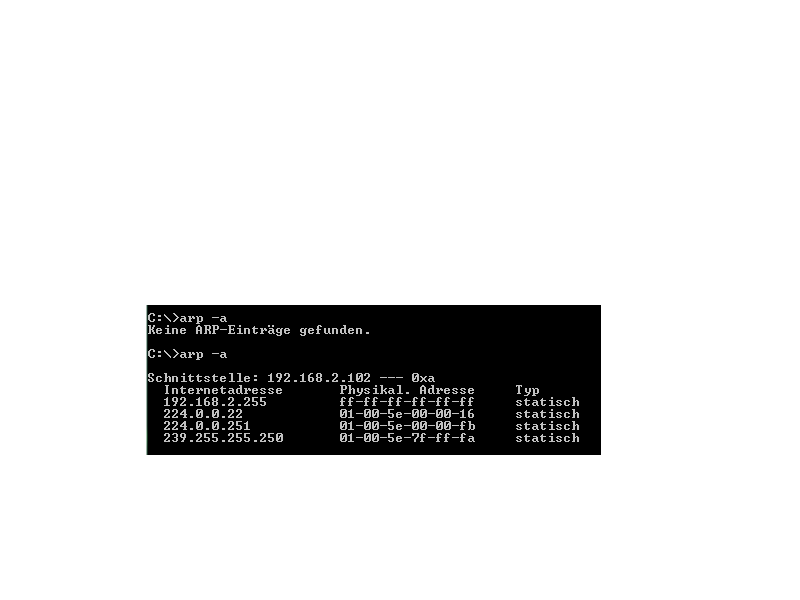 C:\>arp -a
Keine ARP-Einträge gefunden.
C:\>arp -a
Schnittstelle: 192.168.2.102 --- 0xa
Internetadresse Physikal. Adresse Typ
192.168.2.255 ff-ff-ff-ff-ff-ff statisch
224.0.0.22 01-00-5e-00-00-16 statisch
224.0.0.251 01-00-5e-00-00-fb statisch
239.255.255.250 01-00-5e-7f-ff-fa statisch